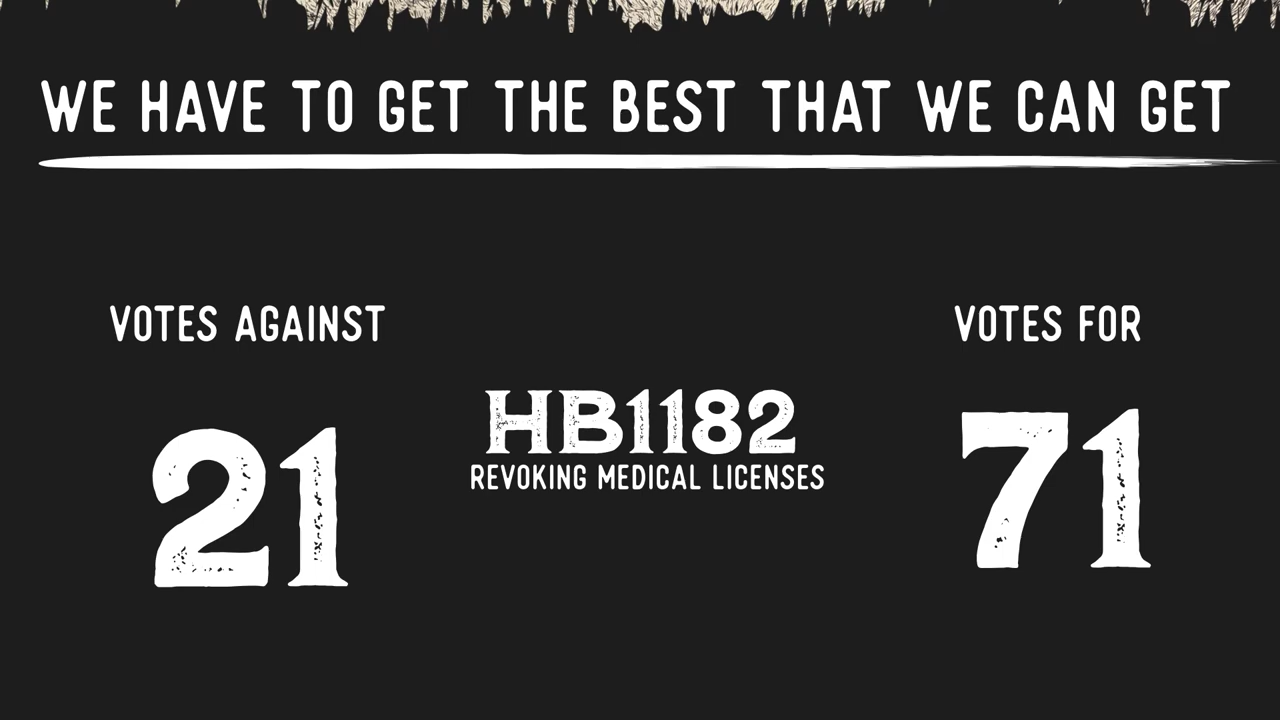 WE HAVE TO GET THE BEST THAT WE CAN GET
VOTES AGAINST
21
HB1182
REVOKING MEDICAL LICENSES
VOTES FOR
71